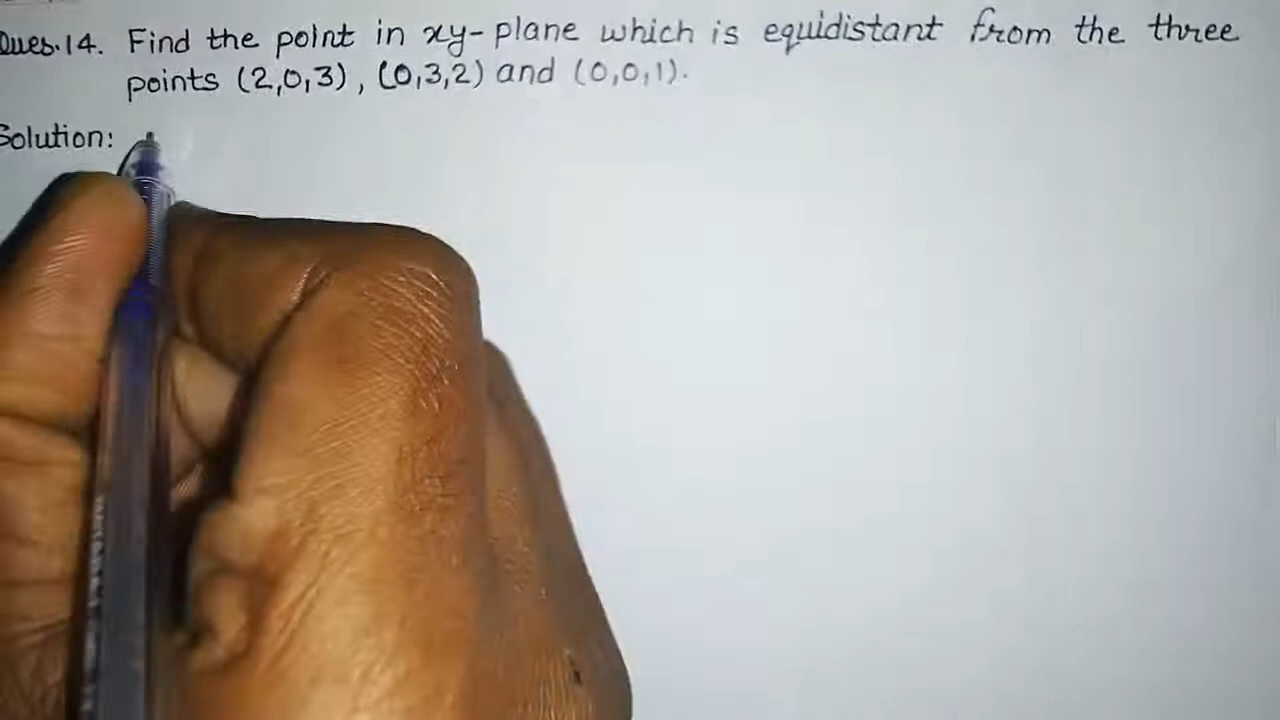 Ques.14. Find the point in xy-plane which is equidistant from the three
points (2,0,3), (0,3,2) and (0,0,1).
Solution: